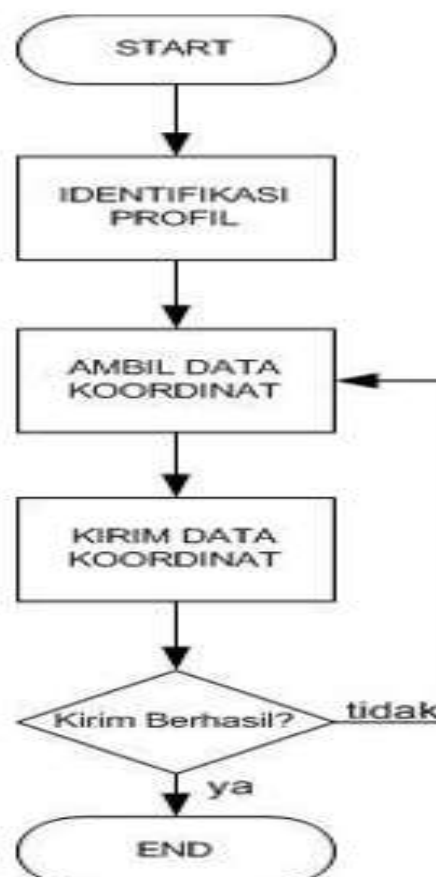 START
IDENTIFIKASI
PROFIL
AMBIL DATA
KOORDINAT
KIRIM DATA
KOORDINAT
Kirim Berhasil?
tidak
ya
END